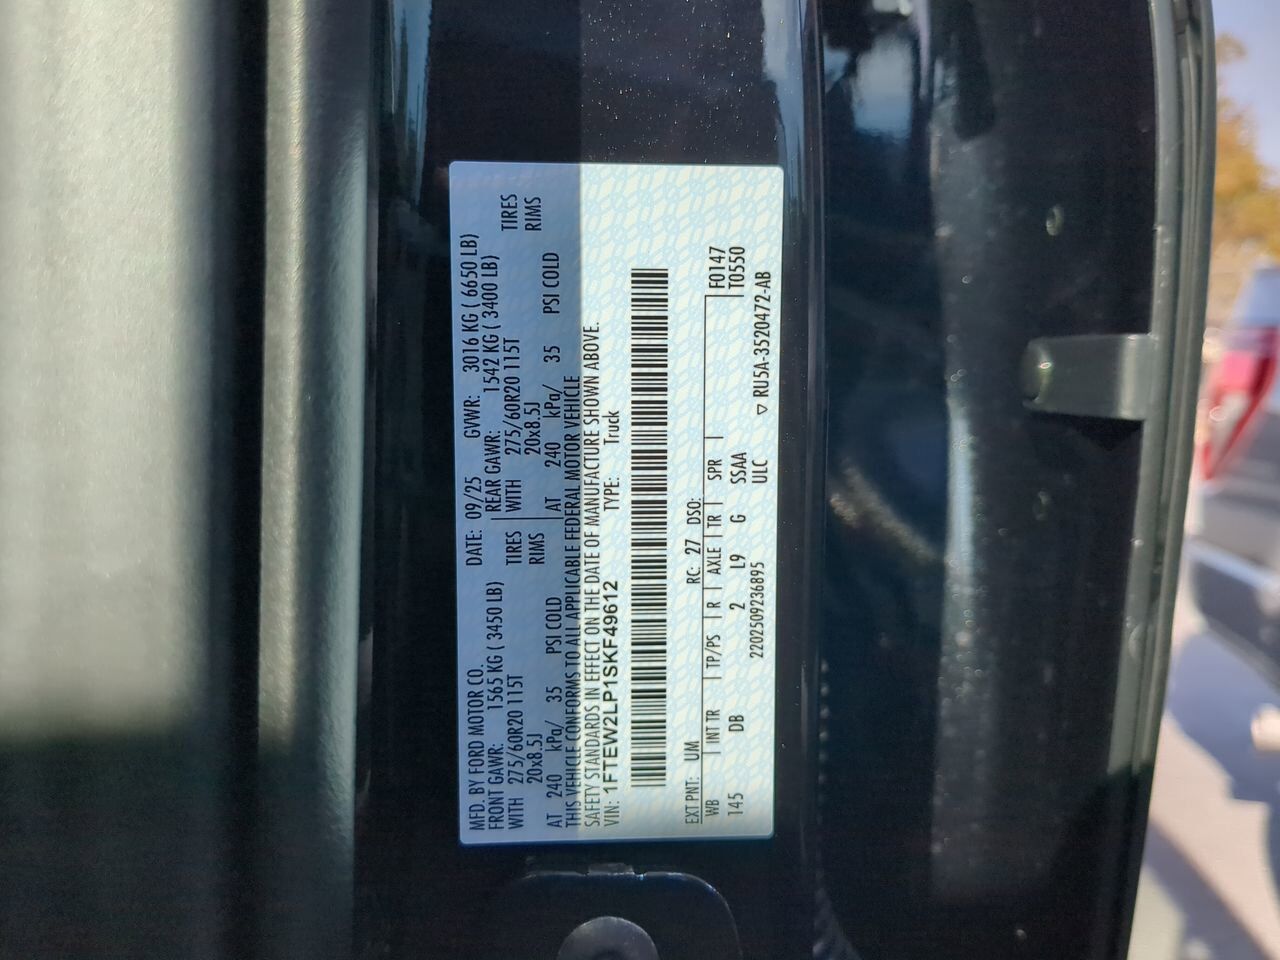 MFD. BY FORD MOTOR CO. DATE: 09/25 GVWR: 3016 KG ( 6650 LB)
FRONT GAWR: 1565 KG ( 3450 LB) REAR GAWR: 1542 KG ( 3400 LB)
WITH 275/60R20 115T TIRES WITH 275/60R20 115T TIRES
20x8.5J RIMS 20x8.5J RIMS
AT 240 kPa/ 35 PSI COLD AT 240 kPa/ 35 PSI COLD
THIS VEHICLE CONFORMS TO ALL APPLICABLE FEDERAL MOTOR VEHICLE
SAFETY STANDARDS IN EFFECT ON THE DATE OF MANUFACTURE SHOWN ABOVE.
VIN: 1FTEW2LP1SKF49612 TYPE: Truck
EXT PNT: UM RC: 27 DSO:
WB INT TR TP/PS R AXLE TR SPR F0147
145 DB 2 L9 G SSAA T0550
2202509236895 ULC ▽ RU5A-3520472-AB